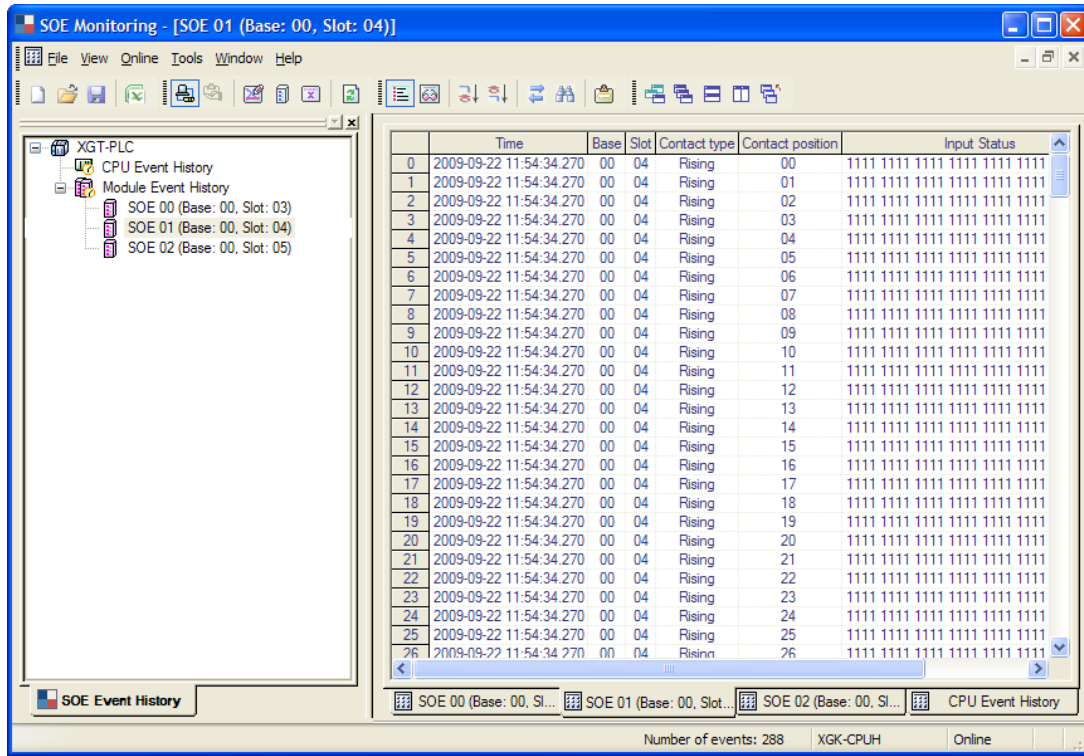 SOE Monitoring - [SOE 01 (Base: 00, Slot: 04)]
File View Online Tools Window Help
XGT-PLC
CPU Event History
Module Event History
SOE 00 (Base: 00, Slot: 03)
SOE 01 (Base: 00, Slot: 04)
SOE 02 (Base: 00, Slot: 05)
SOE Event History
Time Base Slot Contact type Contact position Input Status
0 2009-09-22 11:54:34.270 00 04 Rising 00 1111 1111 1111 1111 1111 1111
1 2009-09-22 11:54:34.270 00 04 Rising 01 1111 1111 1111 1111 1111 1111
2 2009-09-22 11:54:34.270 00 04 Rising 02 1111 1111 1111 1111 1111 1111
3 2009-09-22 11:54:34.270 00 04 Rising 03 1111 1111 1111 1111 1111 1111
4 2009-09-22 11:54:34.270 00 04 Rising 04 1111 1111 1111 1111 1111 1111
5 2009-09-22 11:54:34.270 00 04 Rising 05 1111 1111 1111 1111 1111 1111
6 2009-09-22 11:54:34.270 00 04 Rising 06 1111 1111 1111 1111 1111 1111
7 2009-09-22 11:54:34.270 00 04 Rising 07 1111 1111 1111 1111 1111 1111
8 2009-09-22 11:54:34.270 00 04 Rising 08 1111 1111 1111 1111 1111 1111
9 2009-09-22 11:54:34.270 00 04 Rising 09 1111 1111 1111 1111 1111 1111
10 2009-09-22 11:54:34.270 00 04 Rising 10 1111 1111 1111 1111 1111 1111
11 2009-09-22 11:54:34.270 00 04 Rising 11 1111 1111 1111 1111 1111 1111
12 2009-09-22 11:54:34.270 00 04 Rising 12 1111 1111 1111 1111 1111 1111
13 2009-09-22 11:54:34.270 00 04 Rising 13 1111 1111 1111 1111 1111 1111
14 2009-09-22 11:54:34.270 00 04 Rising 14 1111 1111 1111 1111 1111 1111
15 2009-09-22 11:54:34.270 00 04 Rising 15 1111 1111 1111 1111 1111 1111
16 2009-09-22 11:54:34.270 00 04 Rising 16 1111 1111 1111 1111 1111 1111
17 2009-09-22 11:54:34.270 00 04 Rising 17 1111 1111 1111 1111 1111 1111
18 2009-09-22 11:54:34.270 00 04 Rising 18 1111 1111 1111 1111 1111 1111
19 2009-09-22 11:54:34.270 00 04 Rising 19 1111 1111 1111 1111 1111 1111
20 2009-09-22 11:54:34.270 00 04 Rising 20 1111 1111 1111 1111 1111 1111
21 2009-09-22 11:54:34.270 00 04 Rising 21 1111 1111 1111 1111 1111 1111
22 2009-09-22 11:54:34.270 00 04 Rising 22 1111 1111 1111 1111 1111 1111
23 2009-09-22 11:54:34.270 00 04 Rising 23 1111 1111 1111 1111 1111 1111
24 2009-09-22 11:54:34.270 00 04 Rising 24 1111 1111 1111 1111 1111 1111
25 2009-09-22 11:54:34.270 00 04 Rising 25 1111 1111 1111 1111 1111 1111
26 2009-09-22 11:54:34.270 00 04 Rising 26 1111 1111 1111 1111 1111 1111
SOE 00 (Base: 00, Sl... SOE 01 (Base: 00, Slot... SOE 02 (Base: 00, Sl... CPU Event History
Number of events: 288 XGK-CPUH Online